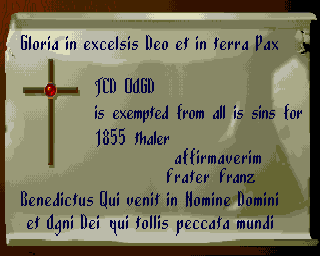 Gloria in excelsis Deo et in terra Pax
TCD OdGD
is exempted from all is sins for
1855 thaler
affirmaverim
frater franz
Benedictus Qui venit in Nomine Domini
et Agni Dei qui tollis peccata mundi